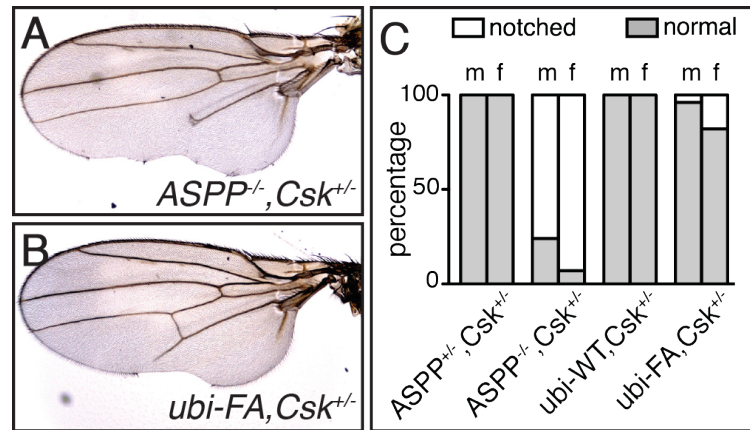 A
ASPP-/-,Csk+/-
B
ubi-FA,Csk+/-
C
notched normal
m f m f m f m f
percentage
100
50
0
ASPP+/-,Csk+/-
ASPP-/-,Csk+/-
ubi-WT,Csk+/-
ubi-FA,Csk+/-